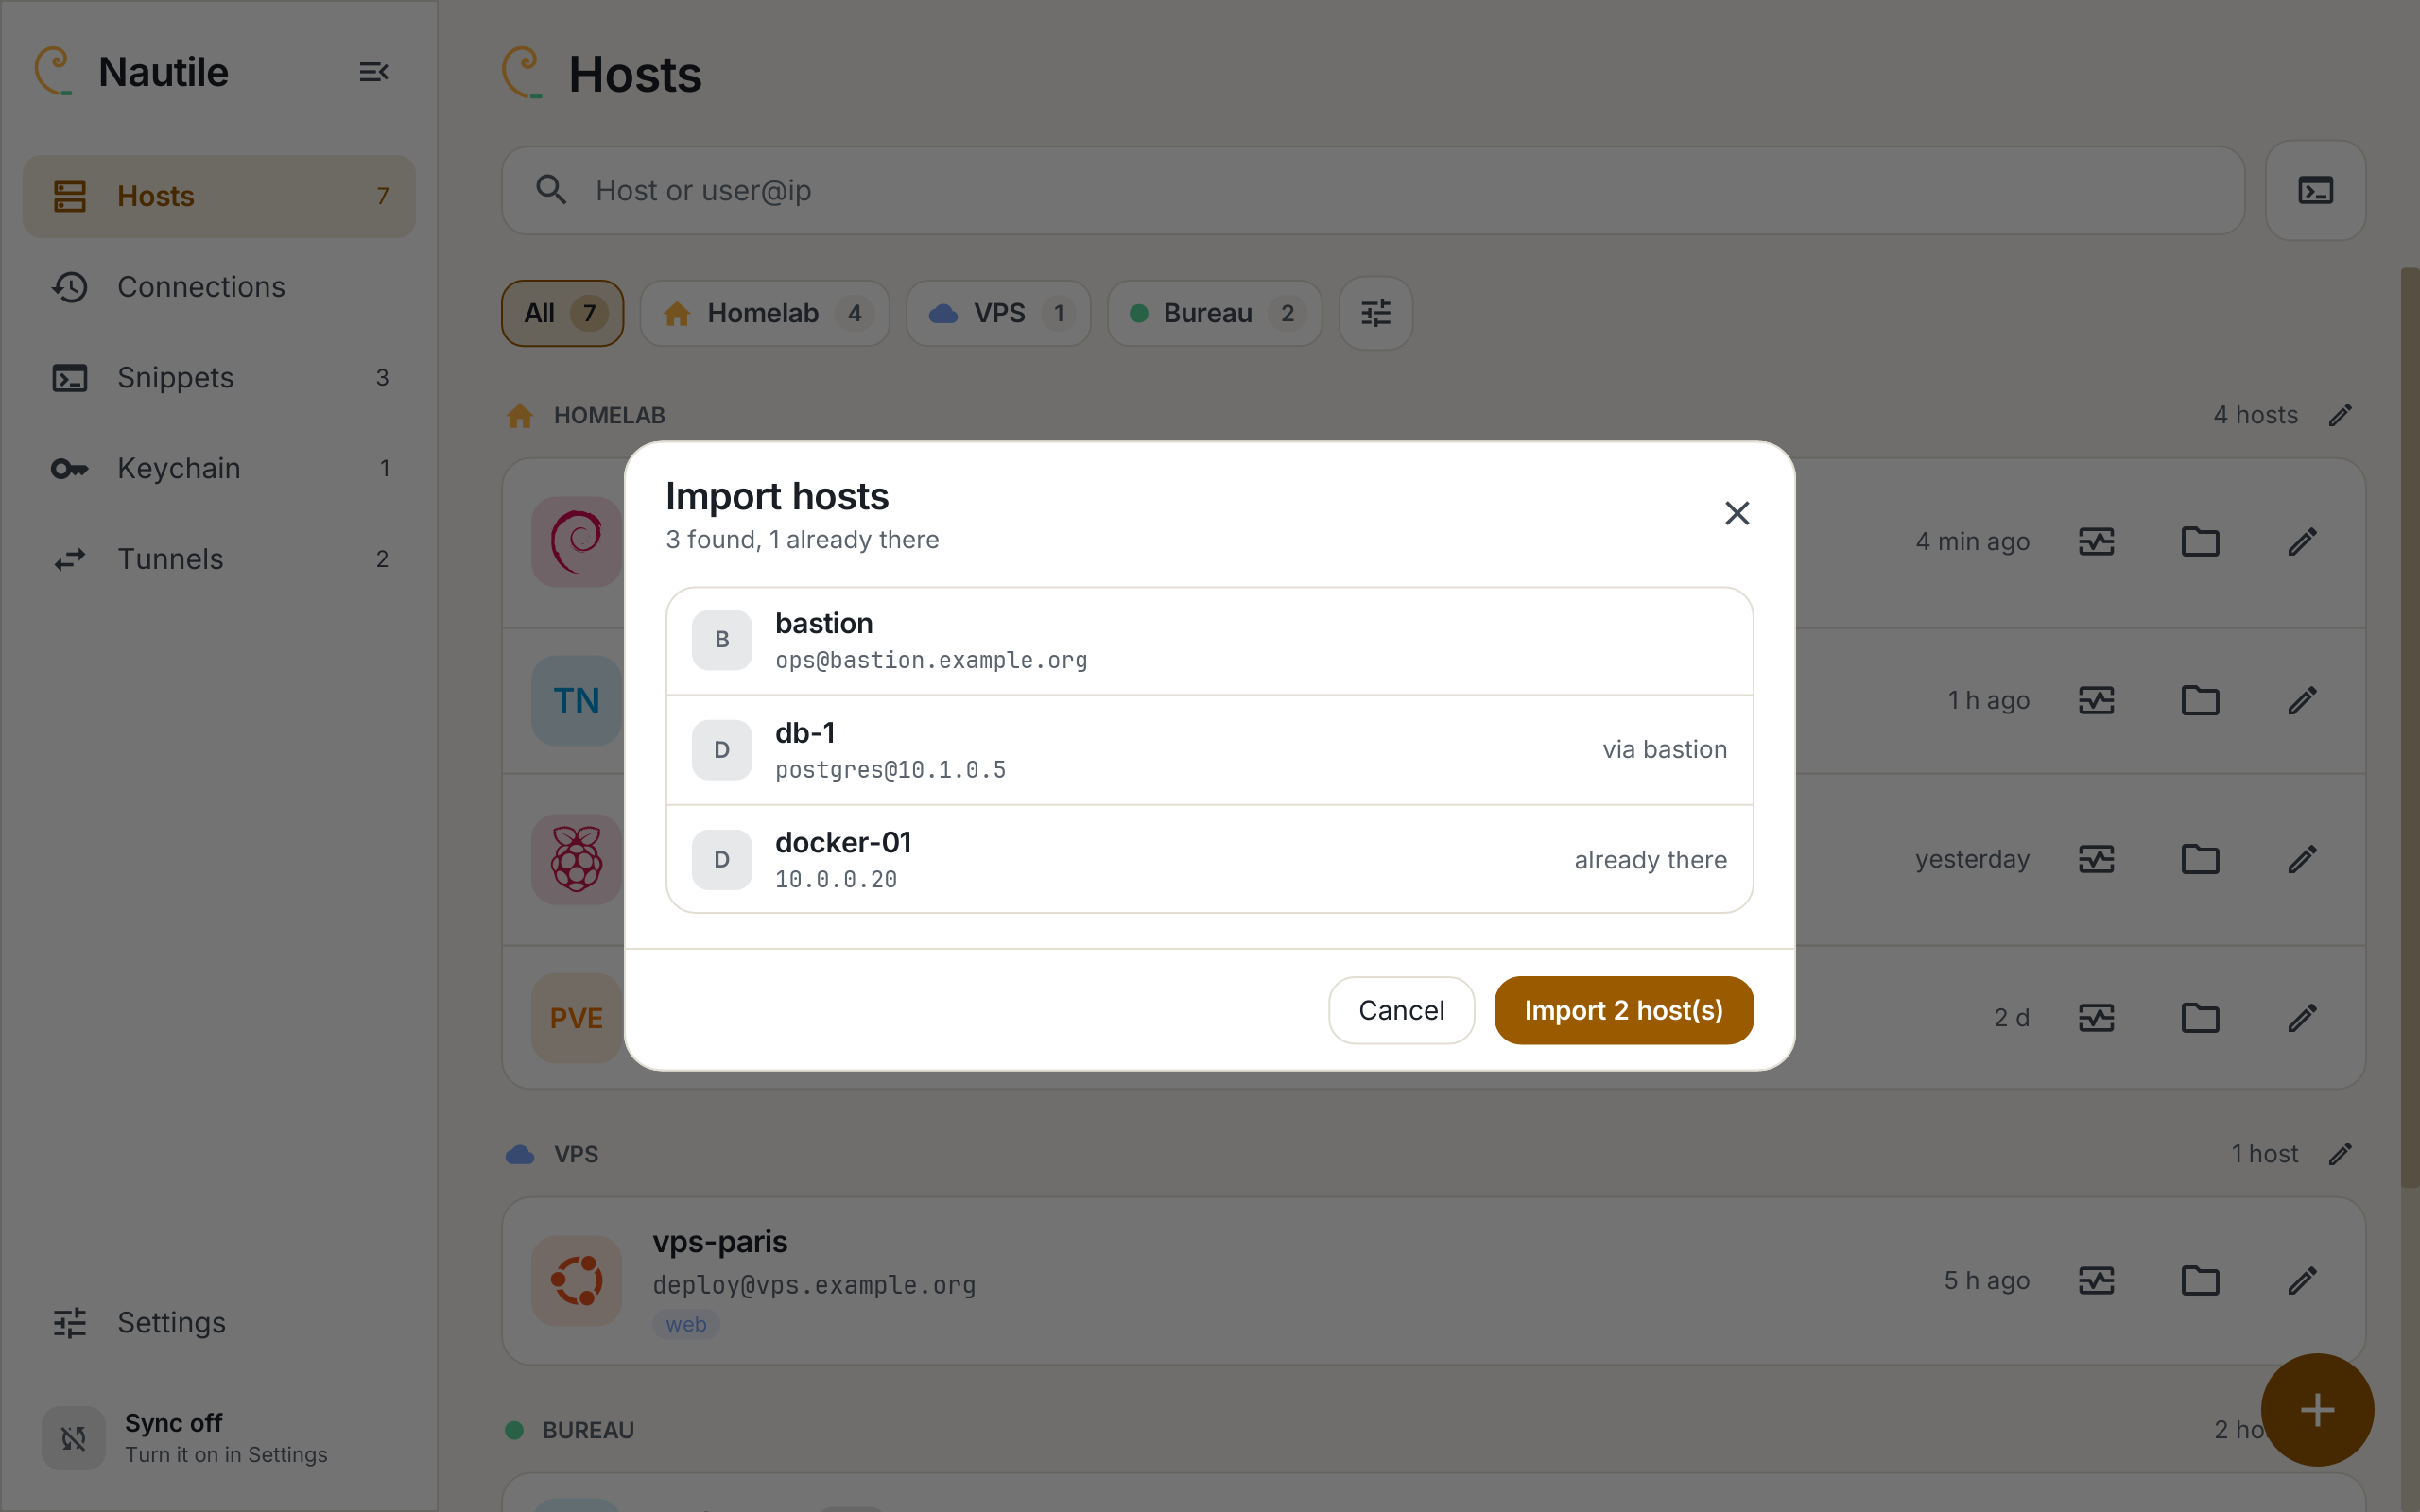 Nautile
Hosts 7
Connections
Snippets 3
Keychain 1
Tunnels 2
Settings
Sync off
Turn it on in Settings
Hosts
Host or user@ip
All 7
Homelab 4
VPS 1
Bureau 2
HOMELAB
4 hosts
4 min ago
TN
1 h ago
yesterday
PVE
2 d
Import hosts
3 found, 1 already there
B
bastion
ops@bastion.example.org
D
db-1
postgres@10.1.0.5
via bastion
D
docker-01
10.0.0.20
already there
Cancel
Import 2 host(s)
VPS
1 host
vps-paris
deploy@vps.example.org
web
5 h ago
BUREAU
2